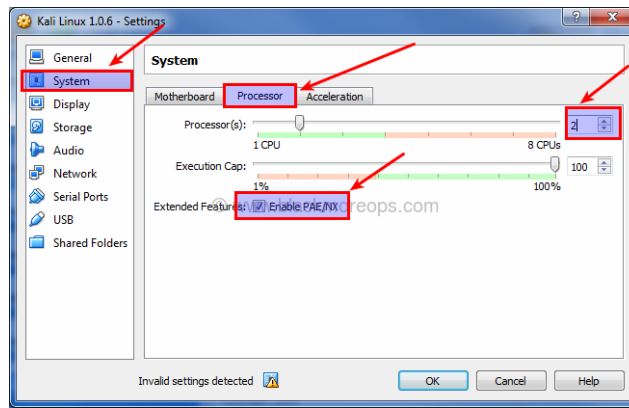 Kali Linux 1.0.6 - Settings
General
System
Display
Storage
Audio
Network
Serial Ports
USB
Shared Folders
System
Motherboard Processor Acceleration
Processor(s): 2
1 CPU 8 CPUs
Execution Cap: 100
1% 100%
Extended Features: Enable PAE/NX
Invalid settings detected OK Cancel Help